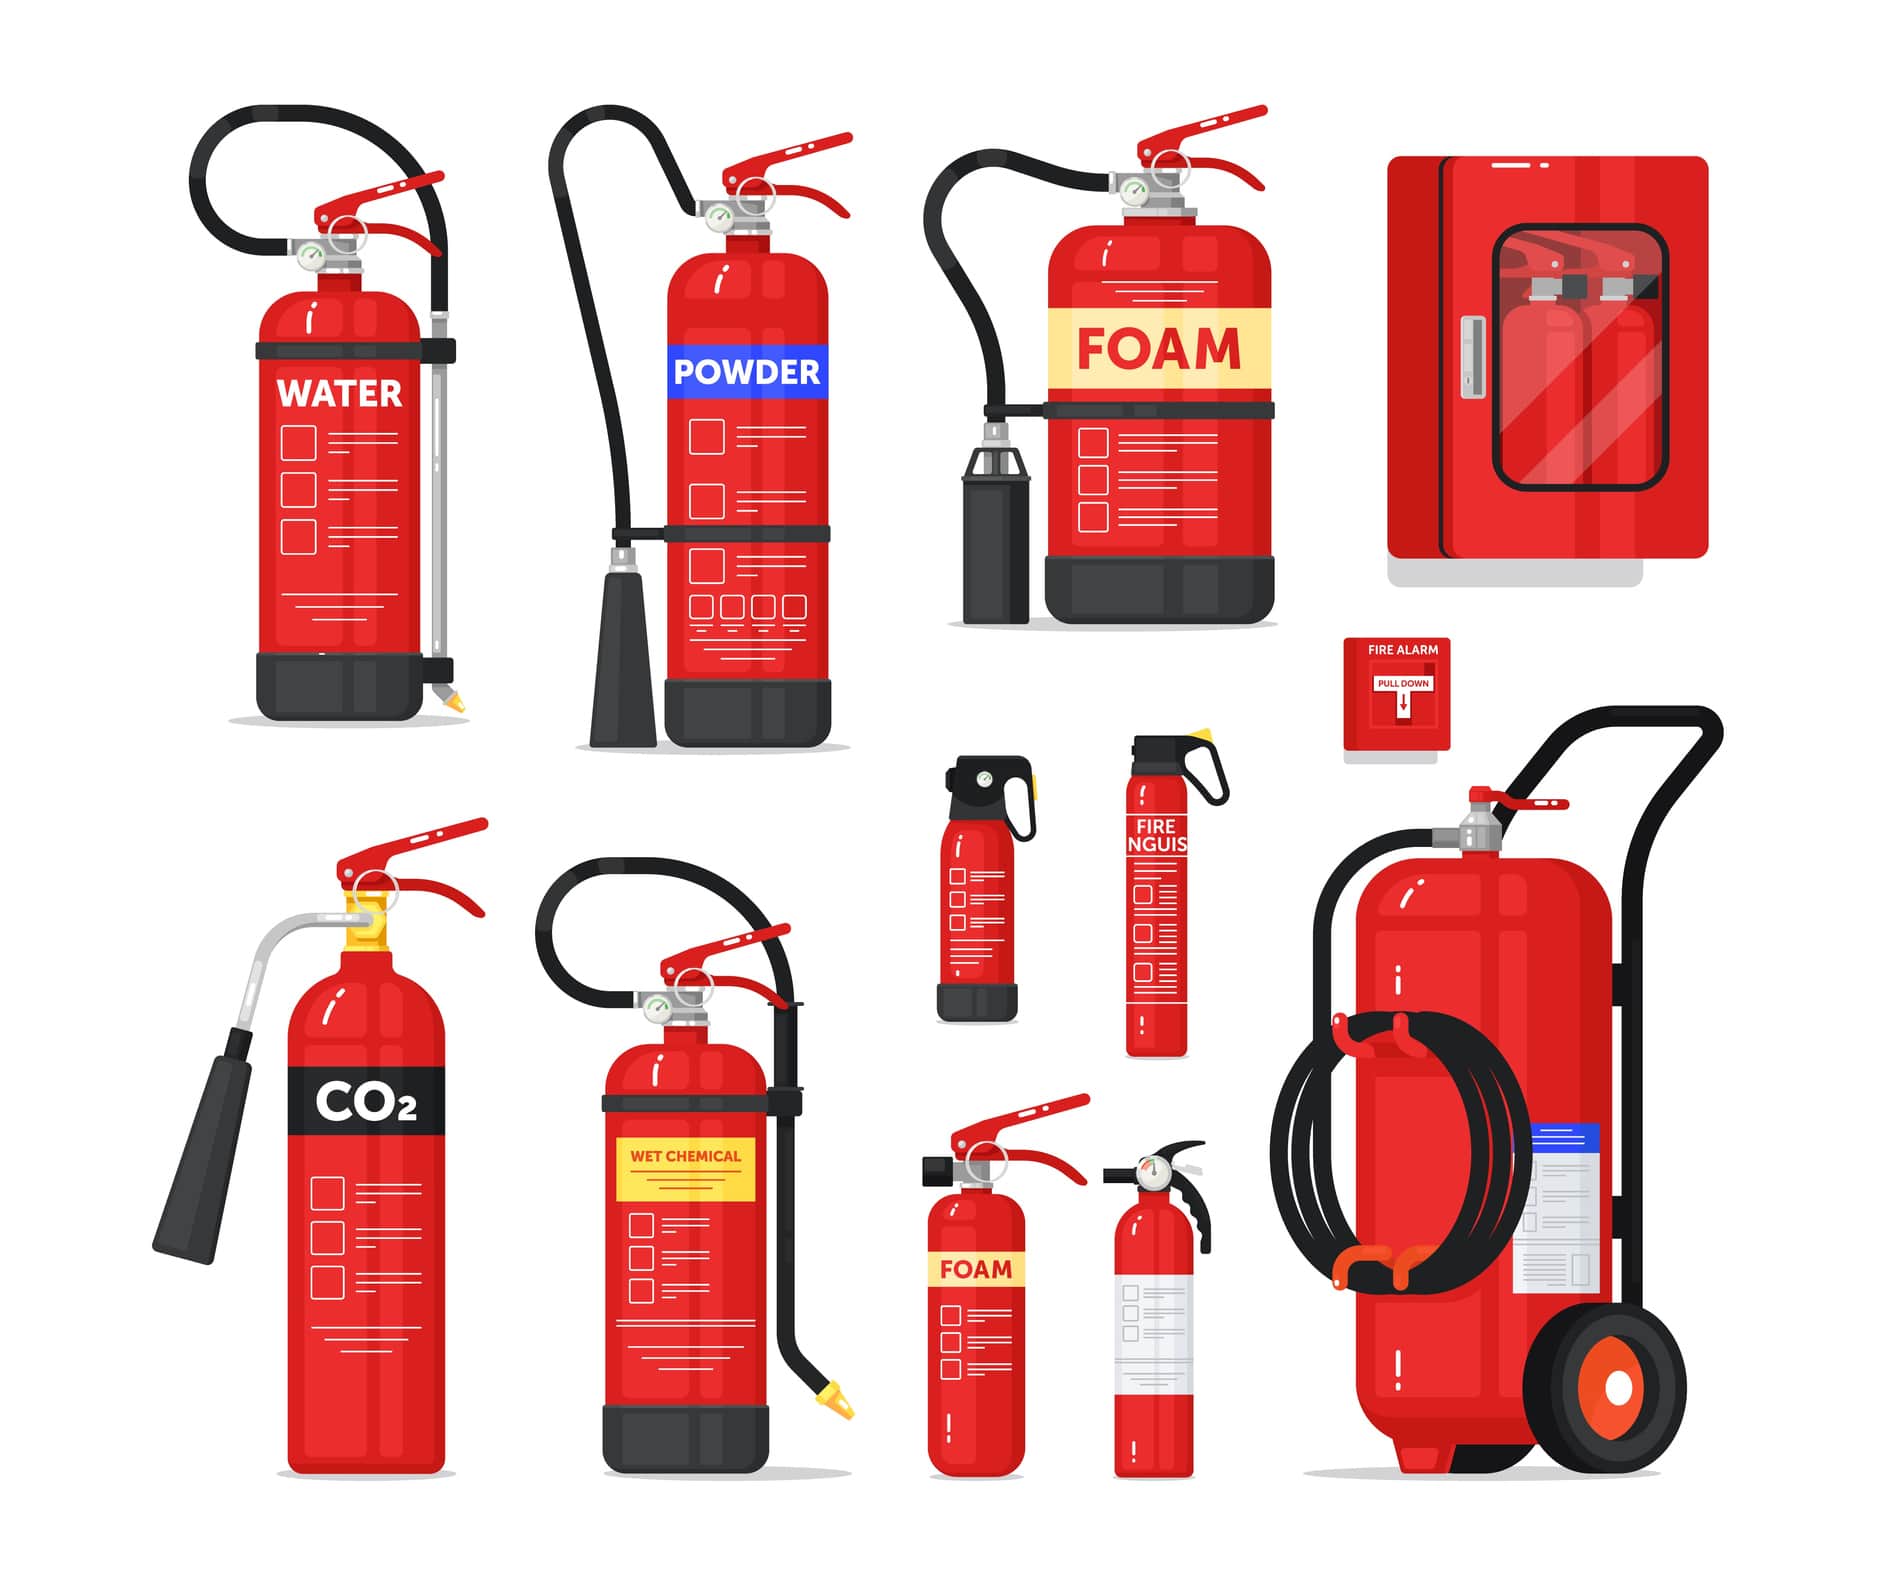 WATER
POWDER
FOAM
FIRE ALARM
PULL DOWN
FIRE
NGUIS
CO₂
WET CHEMICAL
FOAM